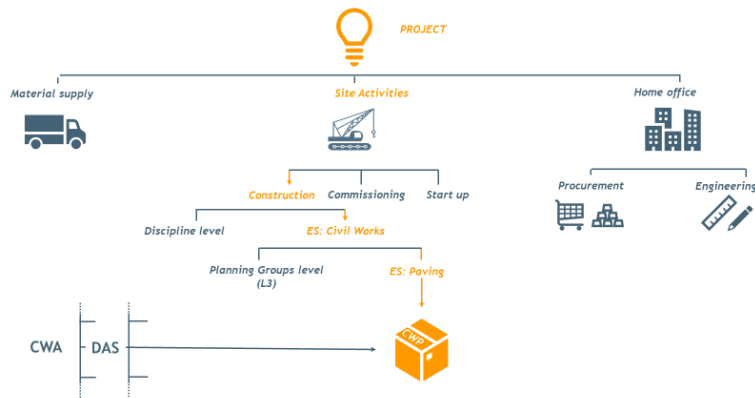 PROJECT
Material supply
Site Activities
Home office
Construction
Commissioning
Start up
Procurement
Engineering
Discipline level
ES: Civil Works
Planning Groups level
(L3)
ES: Paving
CWP
CWA
DAS